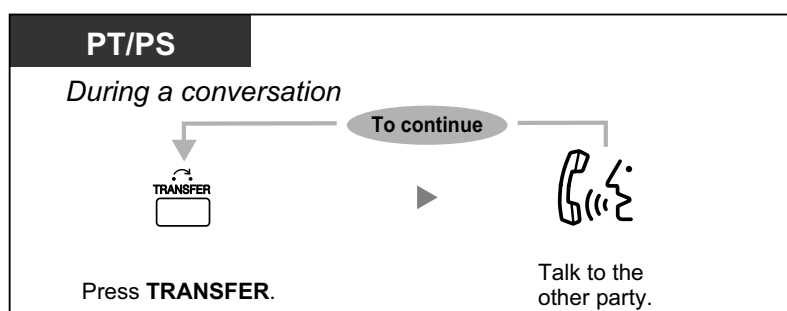 PT/PS
During a conversation
To continue
TRANSFER
Press TRANSFER.
Talk to the
other party.